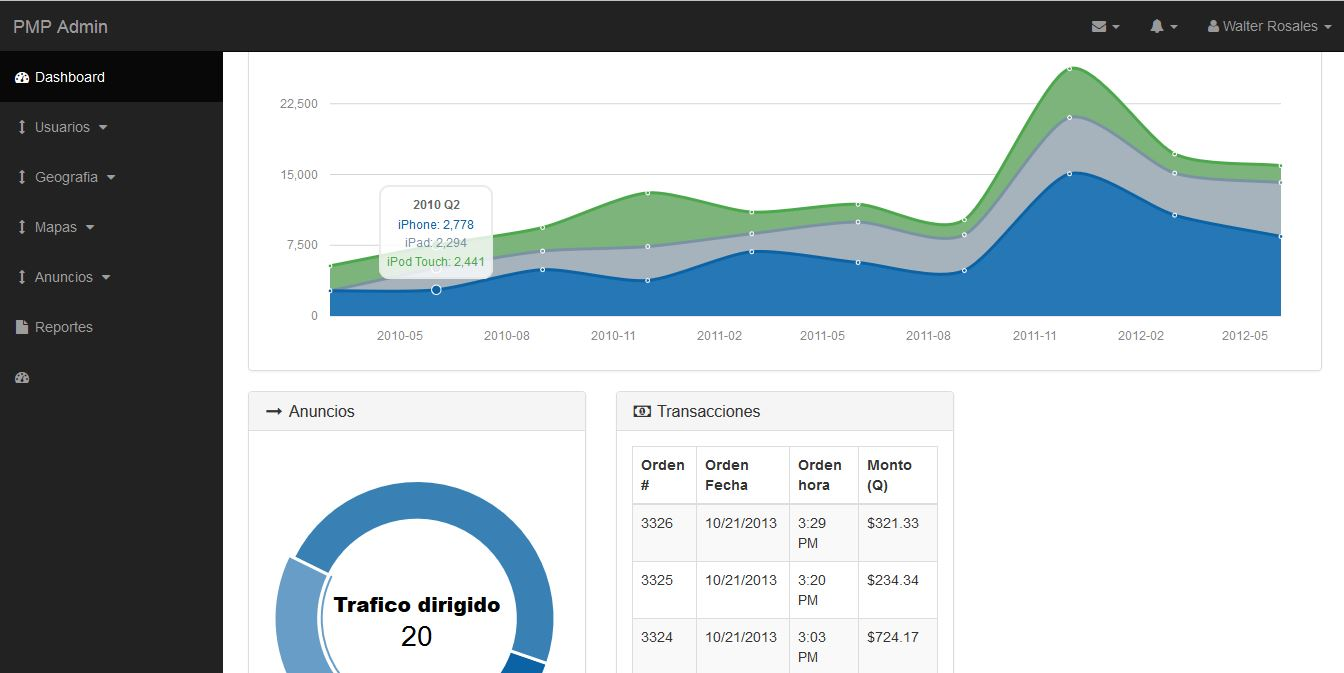 PMP Admin
Walter Rosales
Dashboard
Usuarios
Geografia
Mapas
Anuncios
Reportes
22,500
15,000
7,500
0
2010 Q2
iPhone: 2,778
iPad: 2,294
iPod Touch: 2,441
2010-05 2010-08 2010-11 2011-02 2011-05 2011-08 2011-11 2012-02 2012-05
Anuncios
Trafico dirigido
20
Transacciones
Orden # Orden Fecha Orden hora Monto (Q)
3326 10/21/2013 3:29 PM $321.33
3325 10/21/2013 3:20 PM $234.34
3324 10/21/2013 3:03 PM $724.17